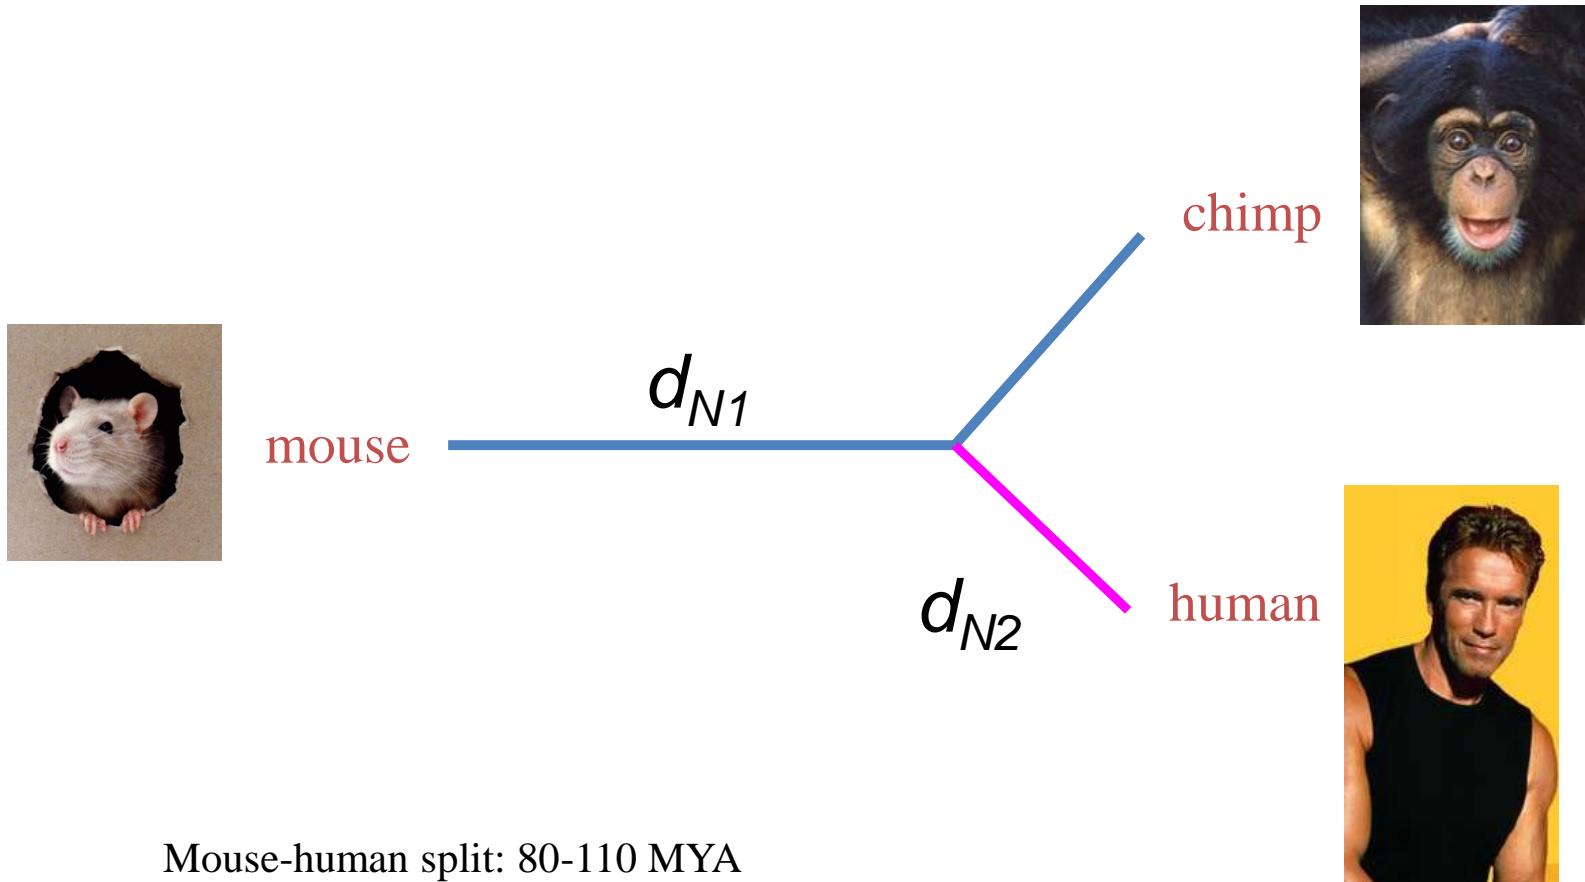 chimp
d_N1
mouse
d_N2
human
Mouse-human split: 80-110 MYA